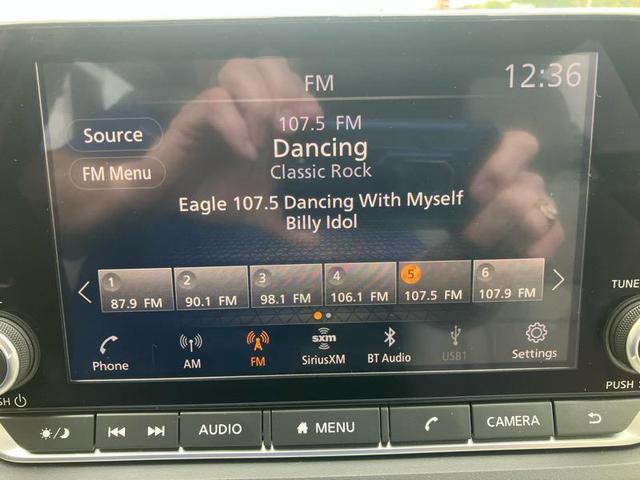 FM
12:36
Source
FM Menu
107.5 FM
Dancing
Classic Rock
Eagle 107.5 Dancing With Myself
Billy Idol
1 2 3 4 5 6
87.9 FM 90.1 FM 98.1 FM 106.1 FM 107.5 FM 107.9 FM
Phone AM FM sxm SiriusXM BT Audio USB1 Settings
TUNE
PUSH
AUDIO MENU CAMERA